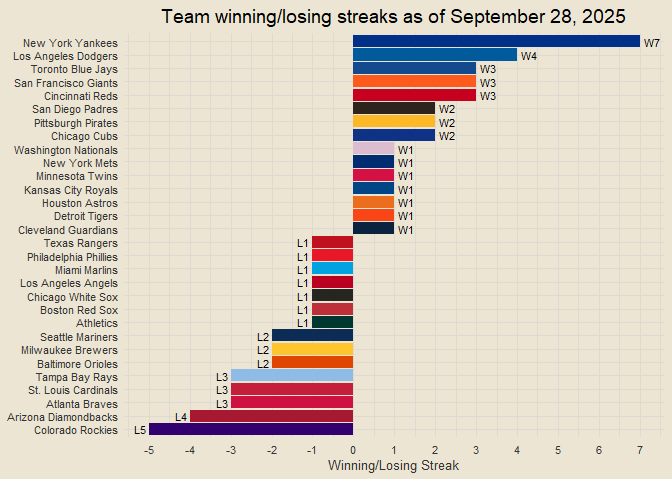 Team winning/losing streaks as of September 28, 2025
New York Yankees W7
Los Angeles Dodgers W4
Toronto Blue Jays W3
San Francisco Giants W3
Cincinnati Reds W3
San Diego Padres W2
Pittsburgh Pirates W2
Chicago Cubs W2
Washington Nationals W1
New York Mets W1
Minnesota Twins W1
Kansas City Royals W1
Houston Astros W1
Detroit Tigers W1
Cleveland Guardians W1
Texas Rangers L1
Philadelphia Phillies L1
Miami Marlins L1
Los Angeles Angels L1
Chicago White Sox L1
Boston Red Sox L1
Athletics L1
Seattle Mariners L2
Milwaukee Brewers L2
Baltimore Orioles L2
Tampa Bay Rays L3
St. Louis Cardinals L3
Atlanta Braves L3
Arizona Diamondbacks L4
Colorado Rockies L5
-5 -4 -3 -2 -1 0 1 2 3 4 5 6 7
Winning/Losing Streak